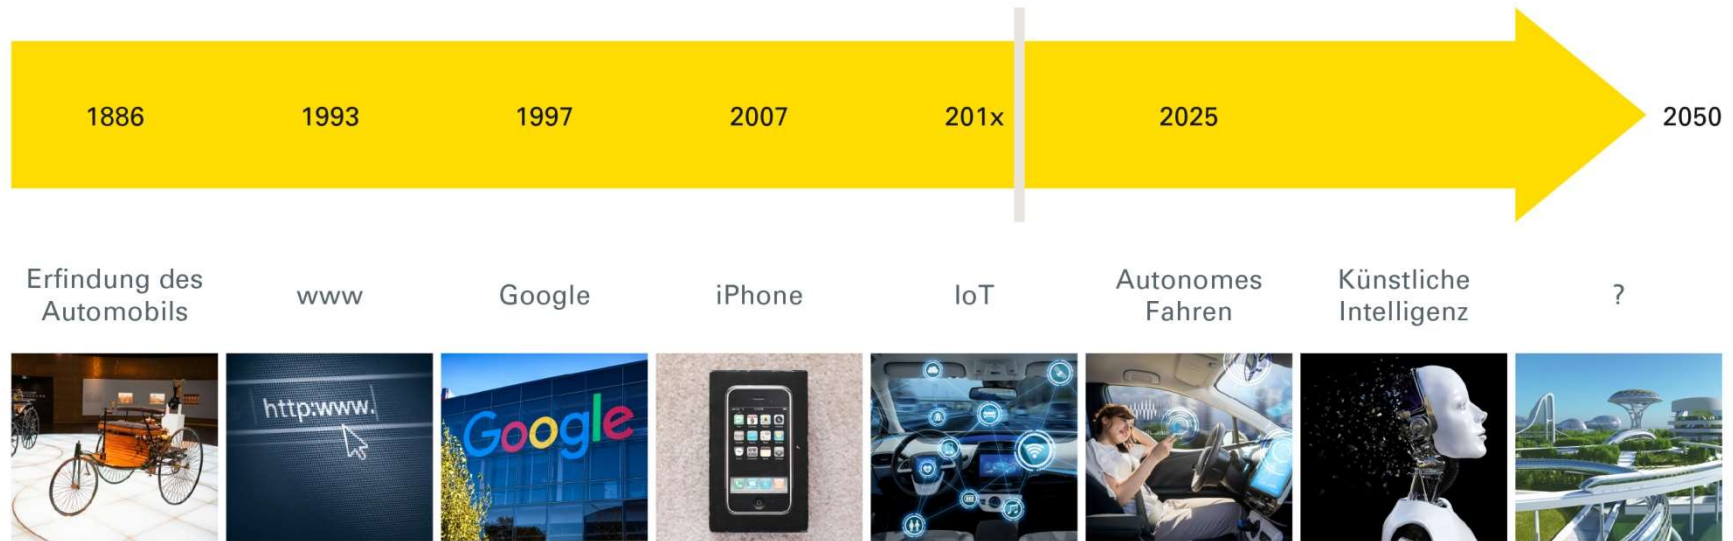 1886
1993
1997
2007
201x
2025
2050
Erfindung des
Automobils
www
Google
iPhone
IoT
Autonomes
Fahren
Künstliche
Intelligenz
?
http:www.
Google